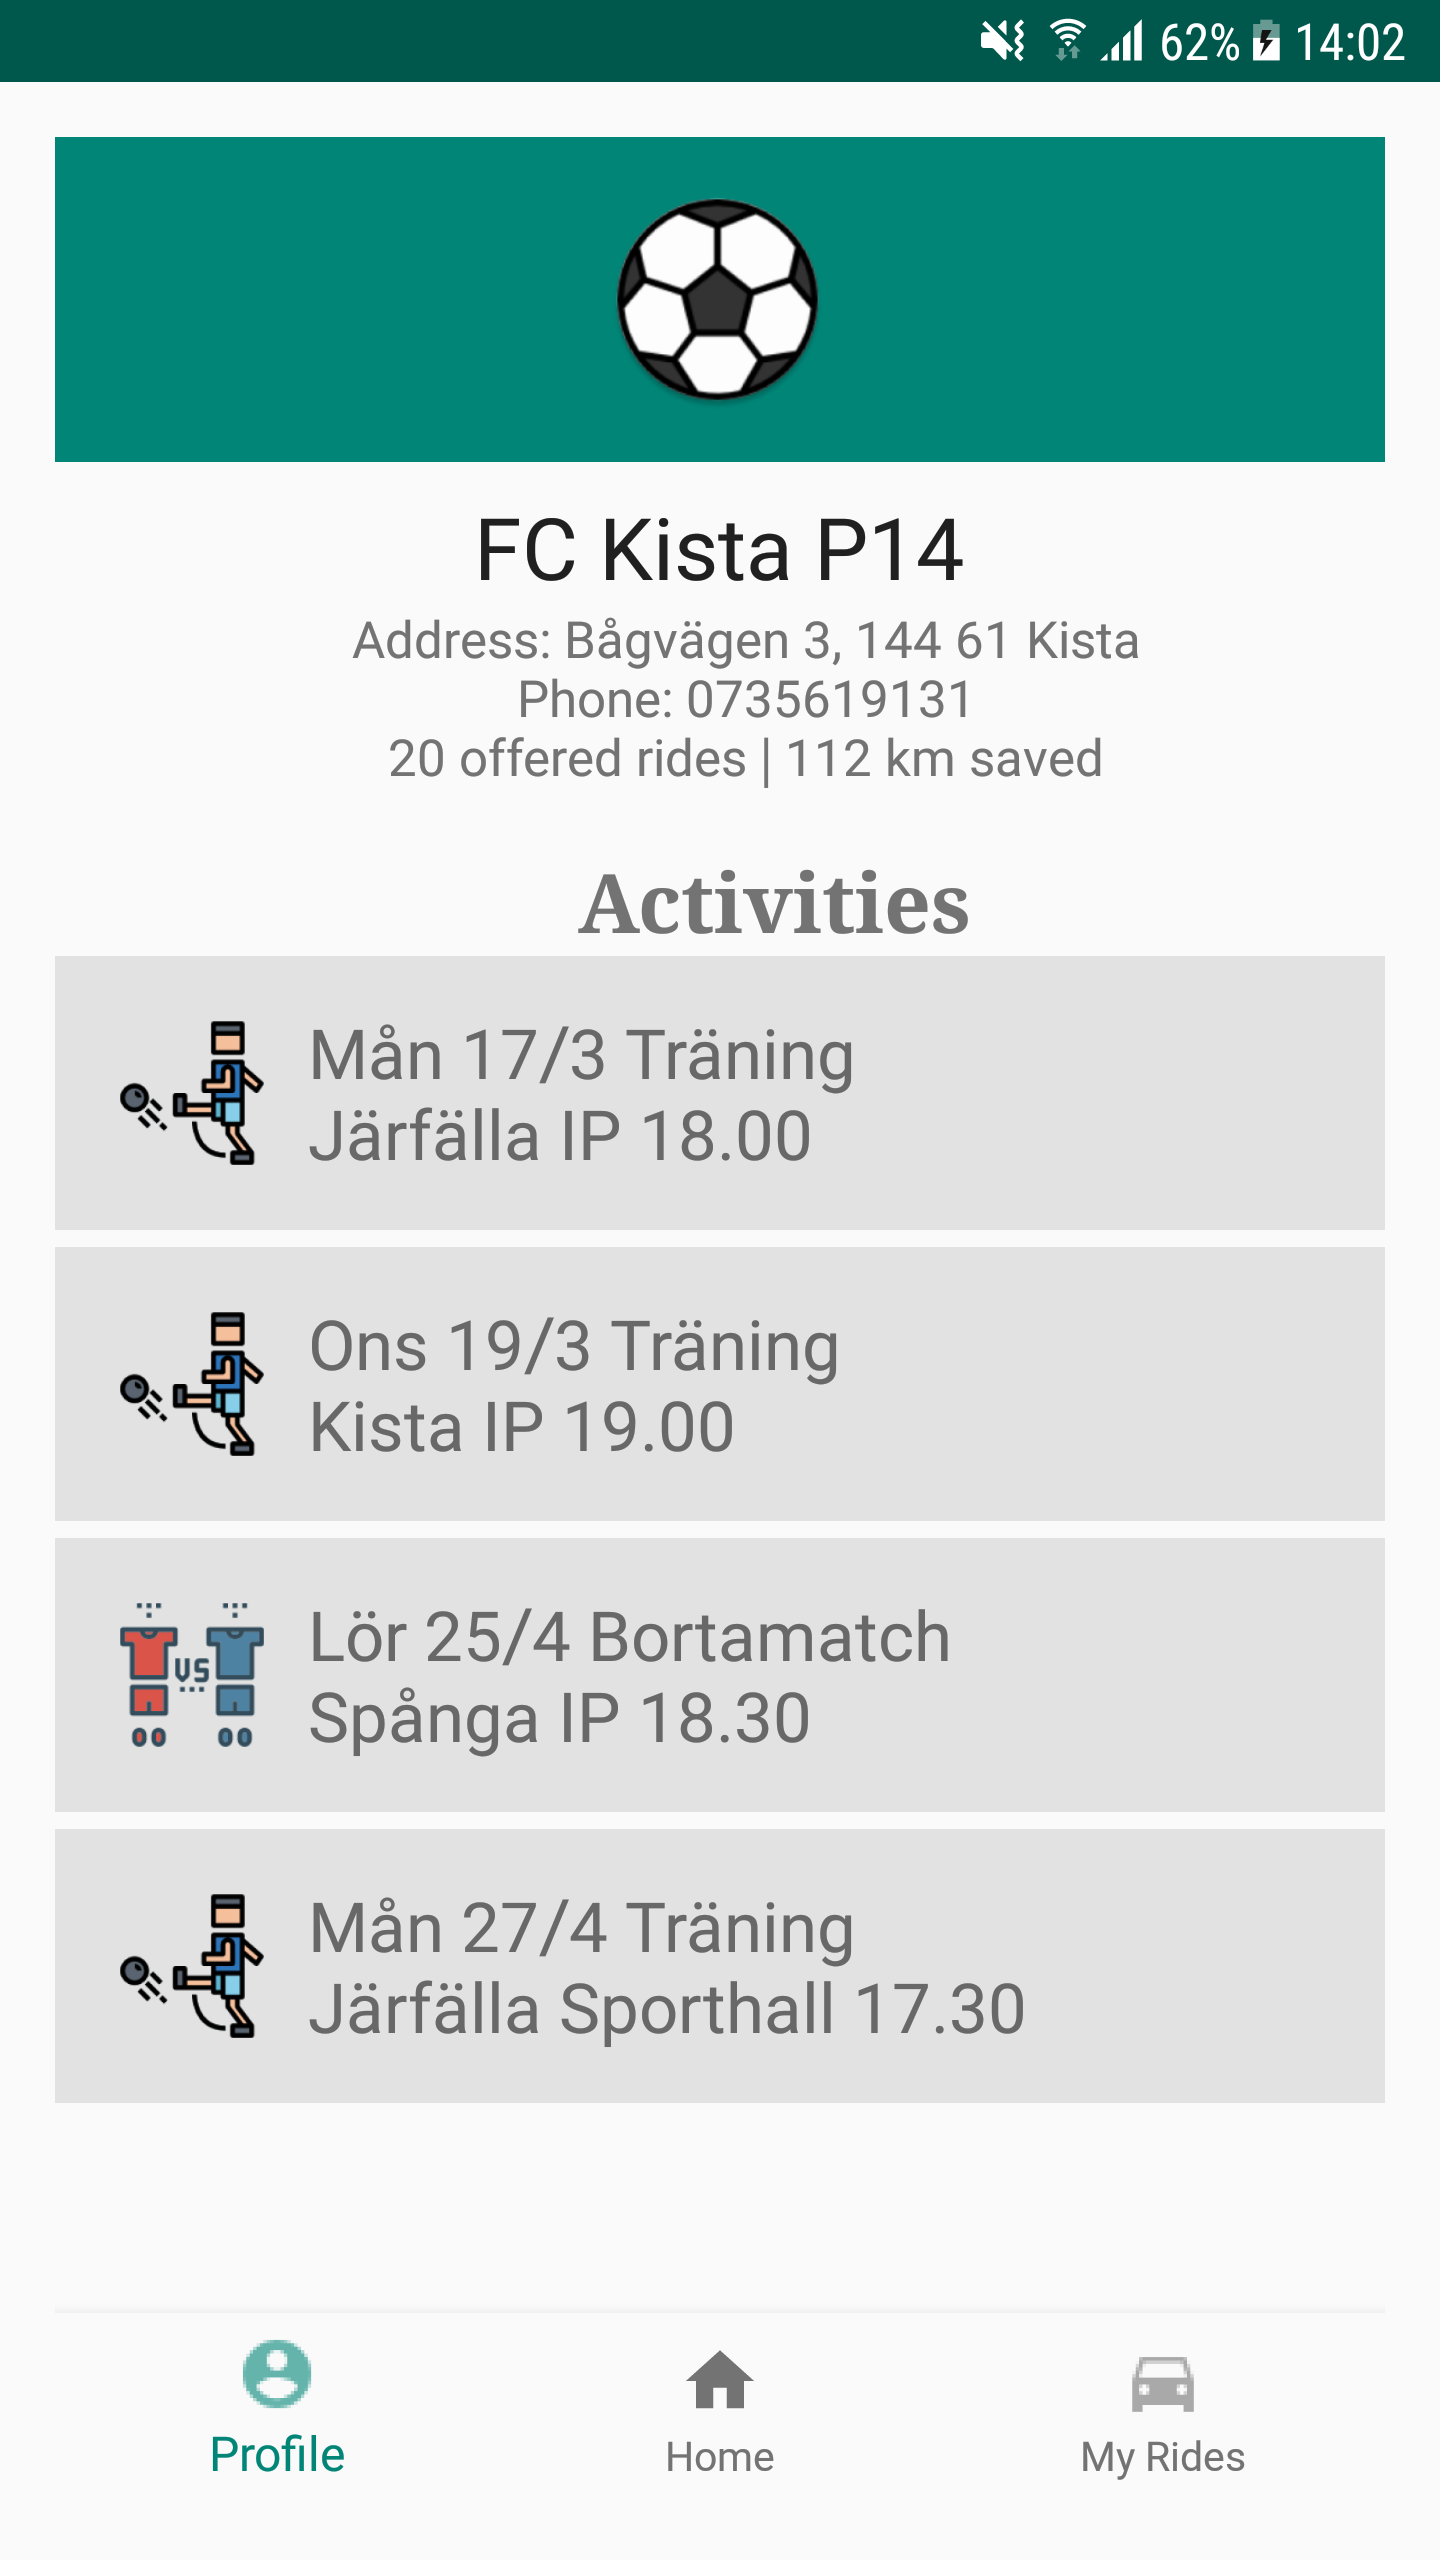 62% 14:02
FC Kista P14
Address: Bågvägen 3, 144 61 Kista
Phone: 0735619131
20 offered rides | 112 km saved
Activities
Mån 17/3 Träning
Järfälla IP 18.00
Ons 19/3 Träning
Kista IP 19.00
VS
Lör 25/4 Bortamatch
Spånga IP 18.30
Mån 27/4 Träning
Järfälla Sporthall 17.30
Profile
Home
My Rides